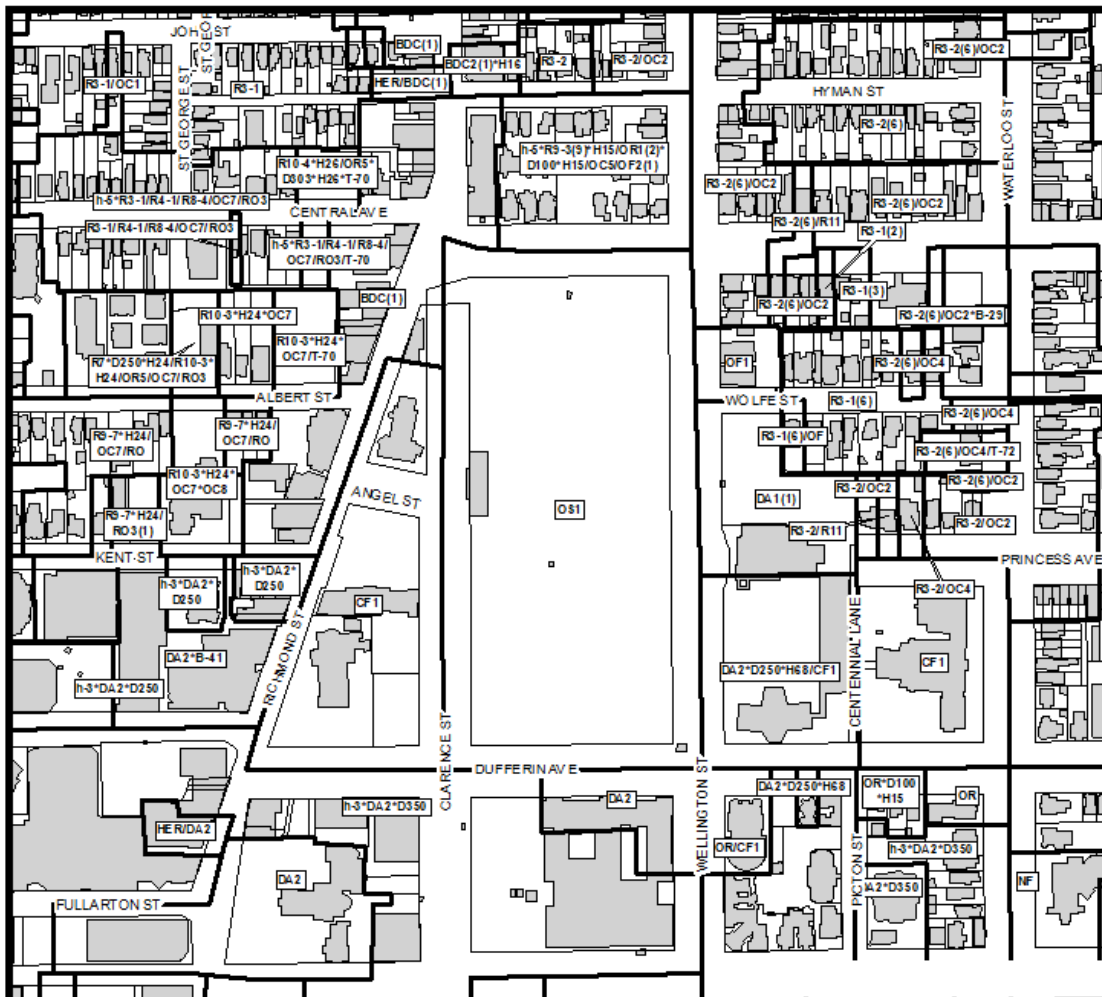 JOHN ST
ST.GEOR
BDC(1)
BDC2(1)*H16
R3-2
R3-2/OC2
R3-2(6)/OC2
R3-1/OC1
R3-1
HER/BDC(1)
HYMAN ST
ST GEORGE ST
WATERLOO ST
R3-2(6)
h-5*R9-3(9)*H15/OR1(2)*
D100*H15/OC5/OF2(1)
R10-4*H26/OR5*
D303*H26*T-70
h-5*R3-1/R4-1/R8-4/OC7/RO3
CENTRAL AVE
R3-2(6)/OC2
R3-2(6)/OC2
R3-2(6)/R11
R3-1(2)
R3-1/R4-1/R8-4/OC7/RO3
h-5*R3-1/R4-1/R8-4/
OC7/RO3/T-70
BDC(1)
R3-2(6)/OC2
R3-1(3)
R3-2(6)/OC2*B-29
R10-3*H24*OC7
R10-3*H24*
OC7/T-70
R7*D250*H24/R10-3*
H24/OR5/OC7/RO3
OF1
R3-2(6)/OC4
ALBERT ST
WOLFE ST
R3-1(6)
R3-2(6)/OC4
R9-7*H24/
OC7/RO
R9-7*H24/
OC7/RO
R3-1(6)/OF
R3-2(6)/OC4/T-72
R10-3*H24*
OC7*OC8
R3-2/OC2
R3-2(6)/OC2
ANGEL ST
DA1(1)
OS1
R9-7*H24/
RO3(1)
R3-2/R11
R3-2/OC2
KENT ST
PRINCESS AVE
h-3*DA2*
D250
h-3*DA2*
D250
R3-2/OC4
CF1
RICHMOND ST
CENTENNIAL LANE
DA2*B-41
DA2*D250*H68/CF1
CF1
h-3*DA2*D250
CLARENCE ST
DUFFERIN AVE
WELLINGTON ST
DA2*D250*H68
OR*D100
*H15
OR
DA2
h-3*DA2*D350
HER/DA2
OR/CF1
PICTON ST
h-3*DA2*D350
DA2
DA2*D350
NF
FULLARTON ST